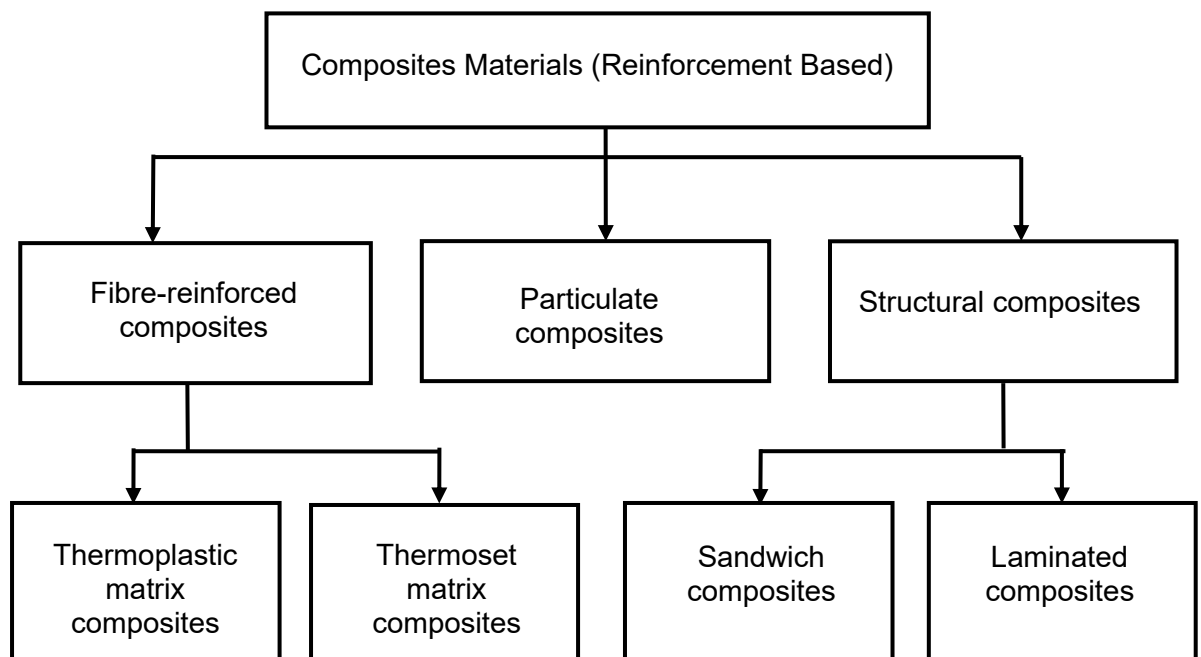 Composites Materials (Reinforcement Based)
Fibre-reinforced
composites
Particulate
composites
Structural composites
Thermoplastic
matrix
composites
Thermoset
matrix
composites
Sandwich
composites
Laminated
composites